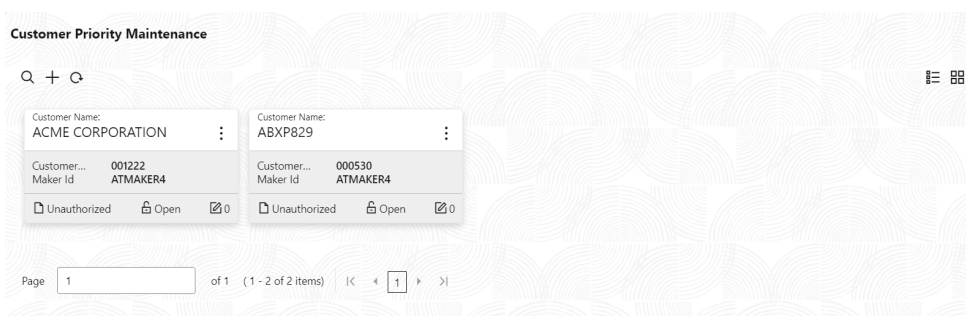 Customer Priority Maintenance
Customer Name:
ACME CORPORATION
Customer... 001222
Maker Id ATMAKER4
Unauthorized Open 0
Customer Name:
ABXP829
Customer... 000530
Maker Id ATMAKER4
Unauthorized Open 0
Page 1 of 1 (1 - 2 of 2 items) 1